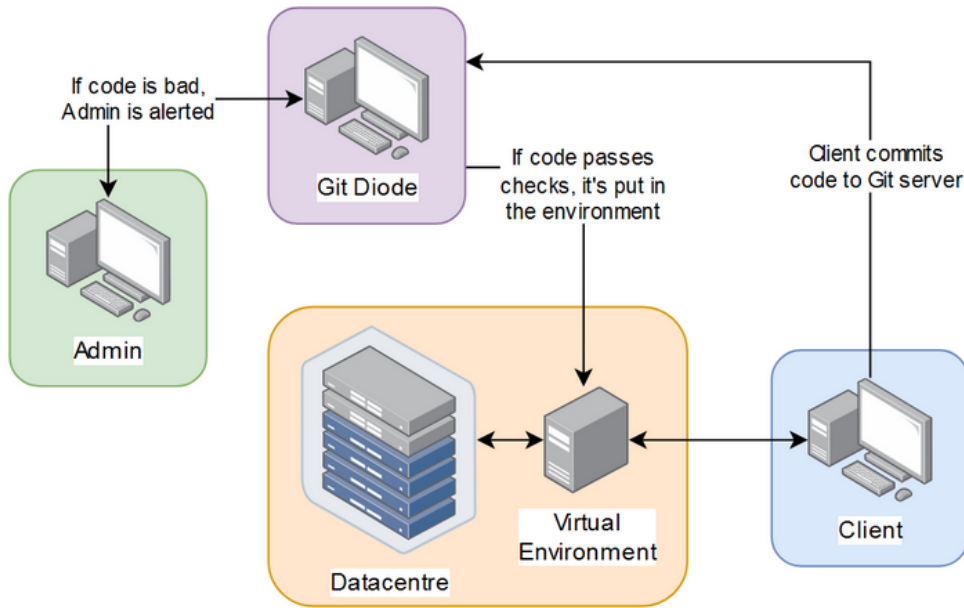 If code is bad,
Admin is alerted
Git Diode
If code passes
checks, it's put in
the environment
Client commits
code to Git server
Admin
Datacentre
Virtual
Environment
Client